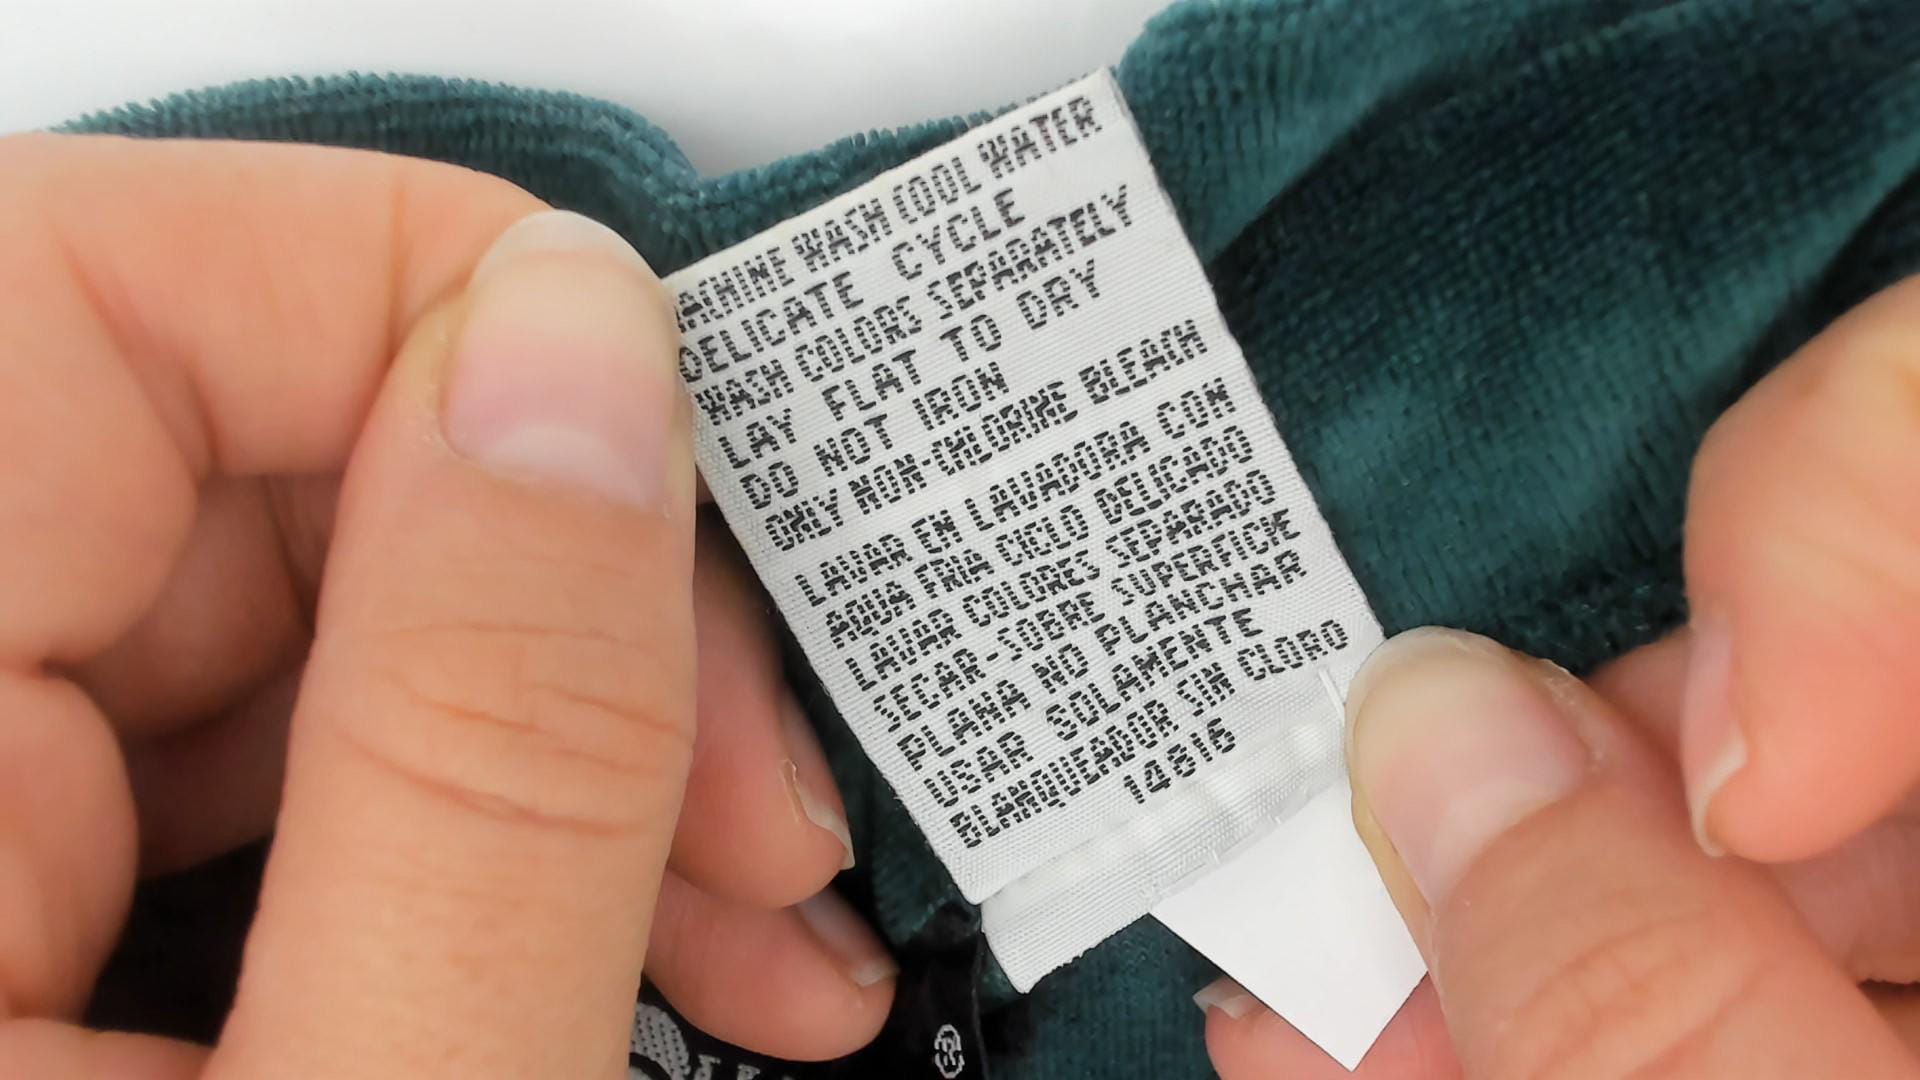 MACHINE WASH COOL WATER
DELICATE CYCLE
WASH COLORS SEPARATELY
LAY FLAT TO DRY
DO NOT IRON
ONLY NON-CHLORINE BLEACH
LAVAR EN LAVADORA CON
AQUA FRIA CICLO DELICADO
LAVAR COLORES SEPARADO
SECAR-SOBRE SUPERFICIE
PLANA NO PLANCHAR
USAR SOLAMENTE
BLANQUEADOR SIN CLORO
14816